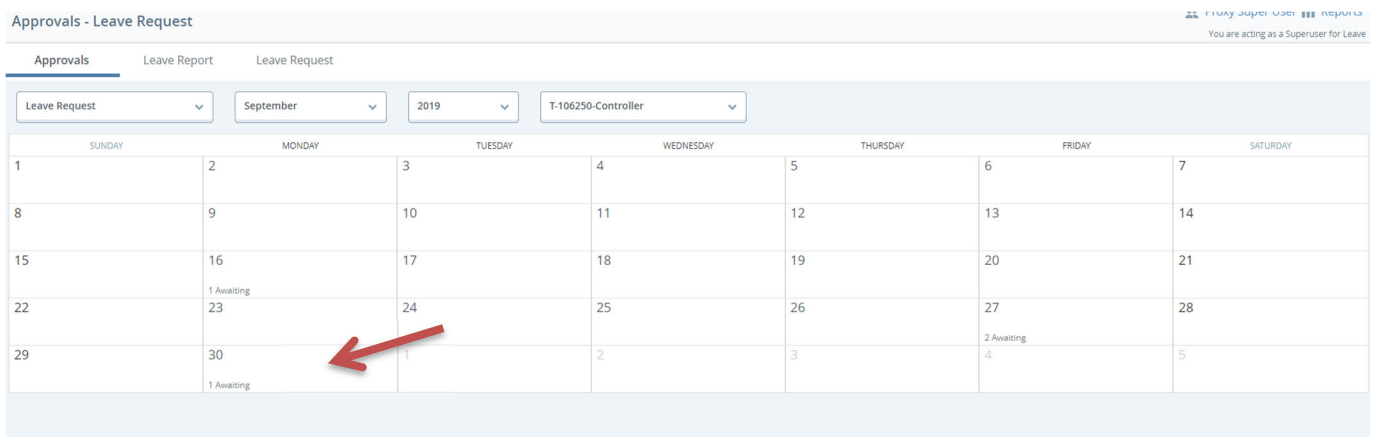 Approvals - Leave Request
Proxy Super User Reports
You are acting as a Superuser for Leave
Approvals Leave Report Leave Request
Leave Request September 2019 T-106250-Controller
SUNDAY MONDAY TUESDAY WEDNESDAY THURSDAY FRIDAY SATURDAY
1 2 3 4 5 6 7
8 9 10 11 12 13 14
15 16 17 18 19 20 21
1 Awaiting
22 23 24 25 26 27 28
2 Awaiting
29 30 1 2 3 4 5
1 Awaiting